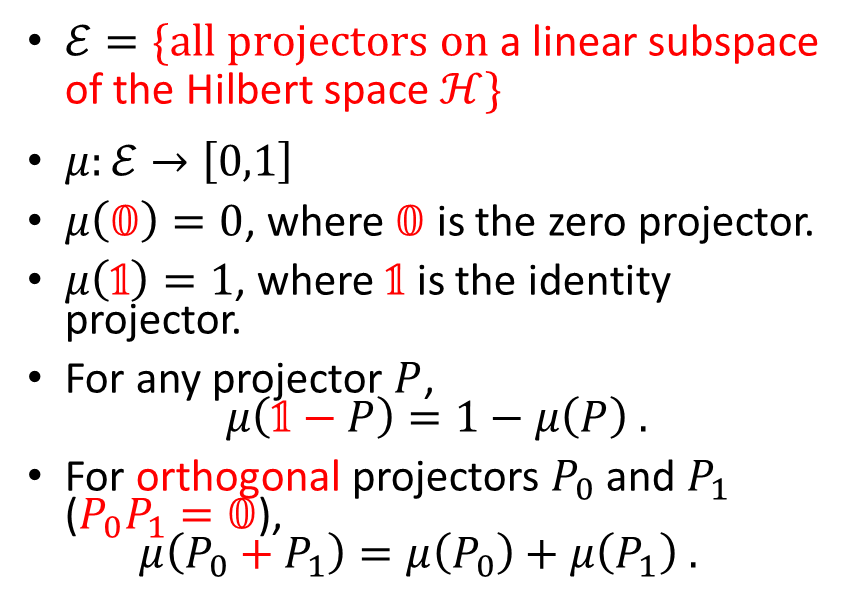 • ℰ = {all projectors on a linear subspace
of the Hilbert space ℋ}
• μ: ℰ → [0,1]
• μ(𝟘) = 0, where 𝟘 is the zero projector.
• μ(𝟙) = 1, where 𝟙 is the identity
projector.
• For any projector P,
μ(𝟙 − P) = 1 − μ(P) .
• For orthogonal projectors P₀ and P₁
(P₀P₁ = 𝟘),
μ(P₀ + P₁) = μ(P₀) + μ(P₁) .